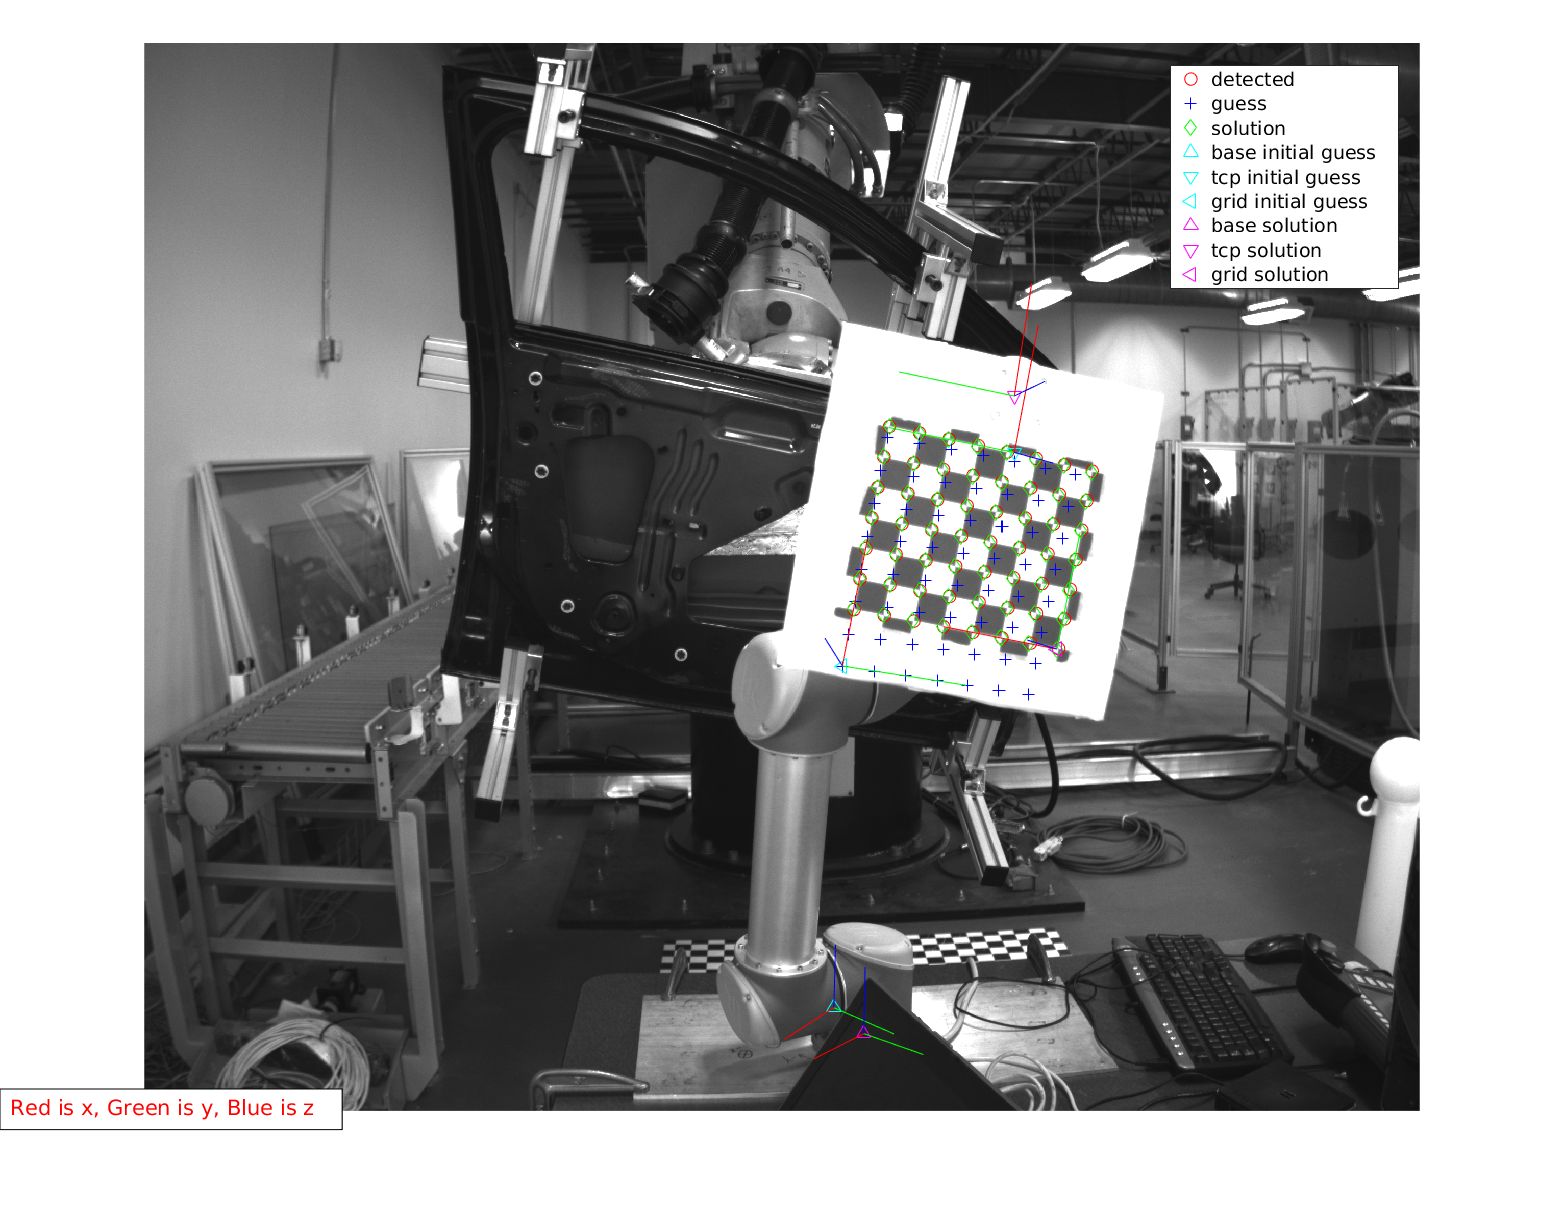 detected
guess
solution
base initial guess
tcp initial guess
grid initial guess
base solution
tcp solution
grid solution
Red is x, Green is y, Blue is z